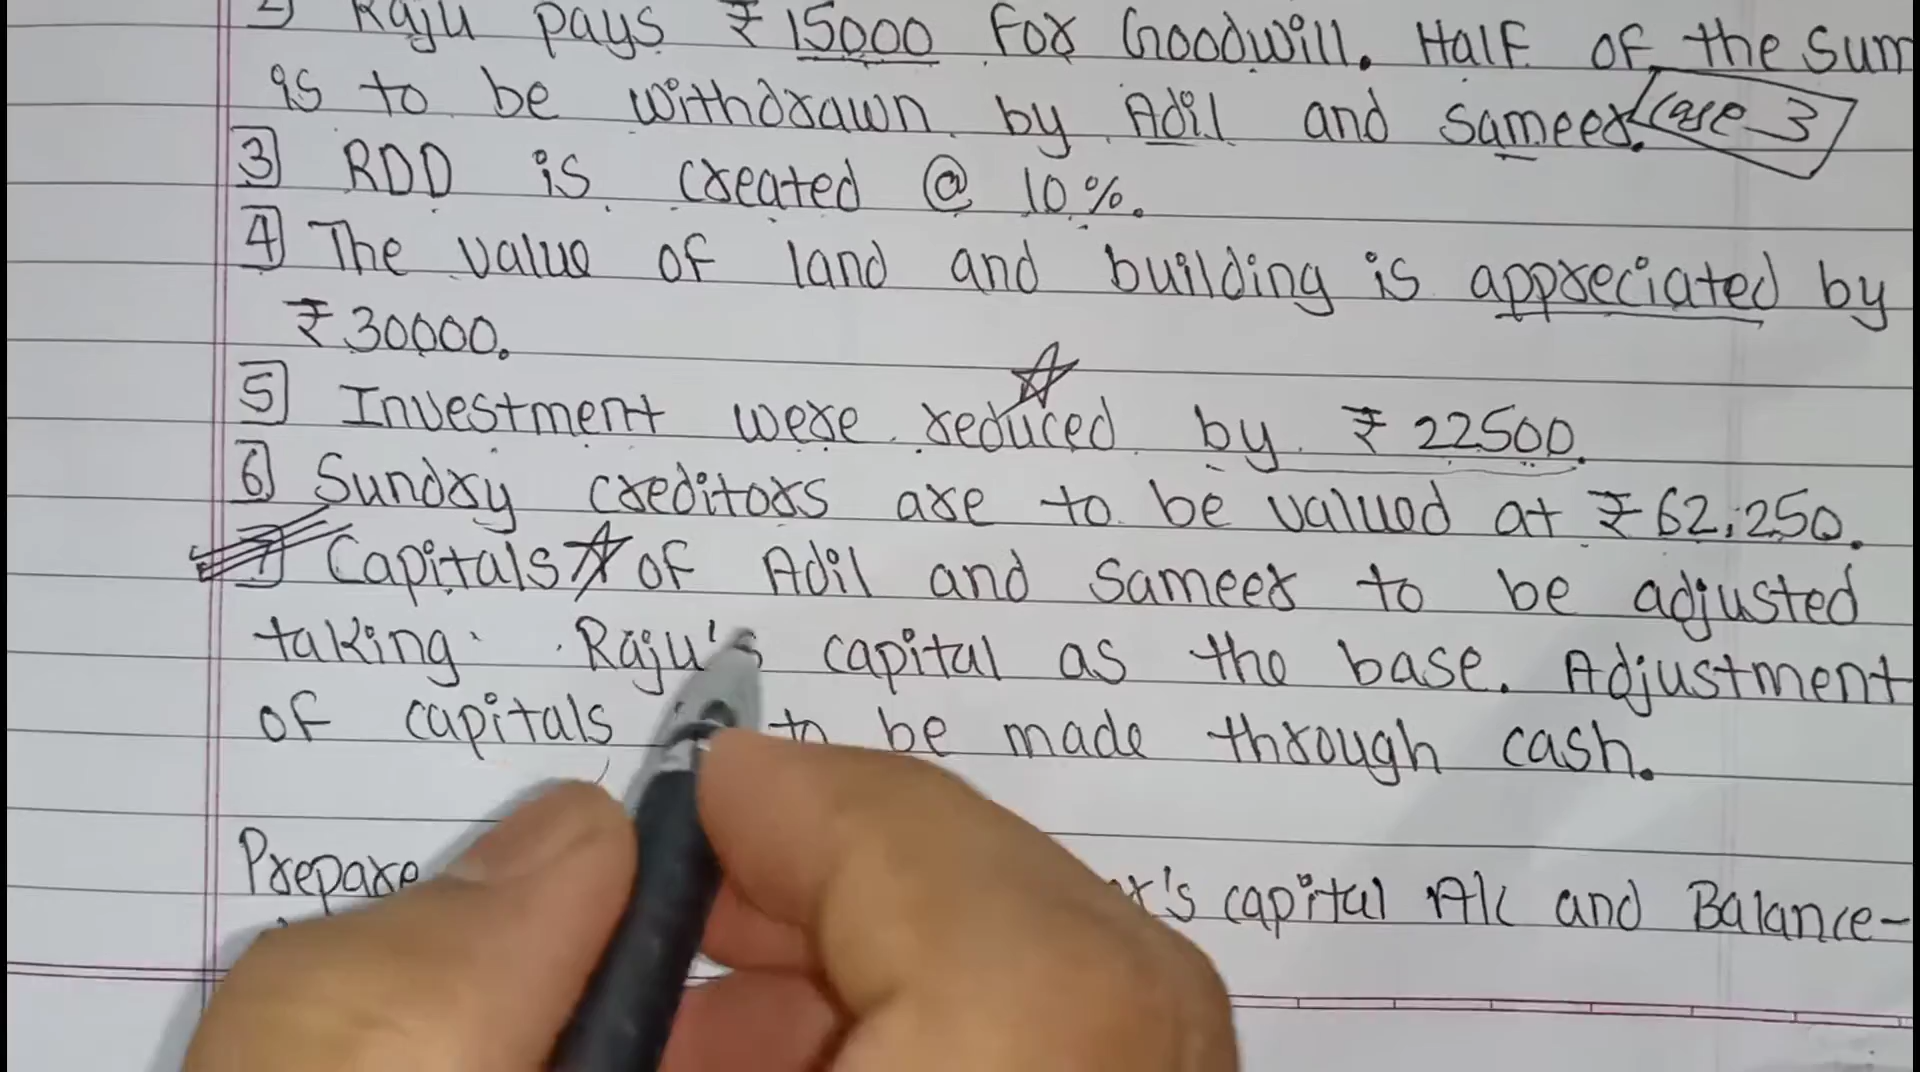 2) Raju pays ₹ 15000 for Goodwill. Half of the sum
is to be withdrawn by Adil and Sameer. Case 3
3 RDD is created @ 10%.
4 The value of land and building is appreciated by
₹ 30000.
5 Investment were reduced by ₹ 22500.
6 Sundry creditors are to be valued at ₹ 62,250.
7 Capitals of Adil and Sameer to be adjusted
taking Raju's capital as the base. Adjustment
of capitals to be made through cash.
Prepare capital A/c and Balance-